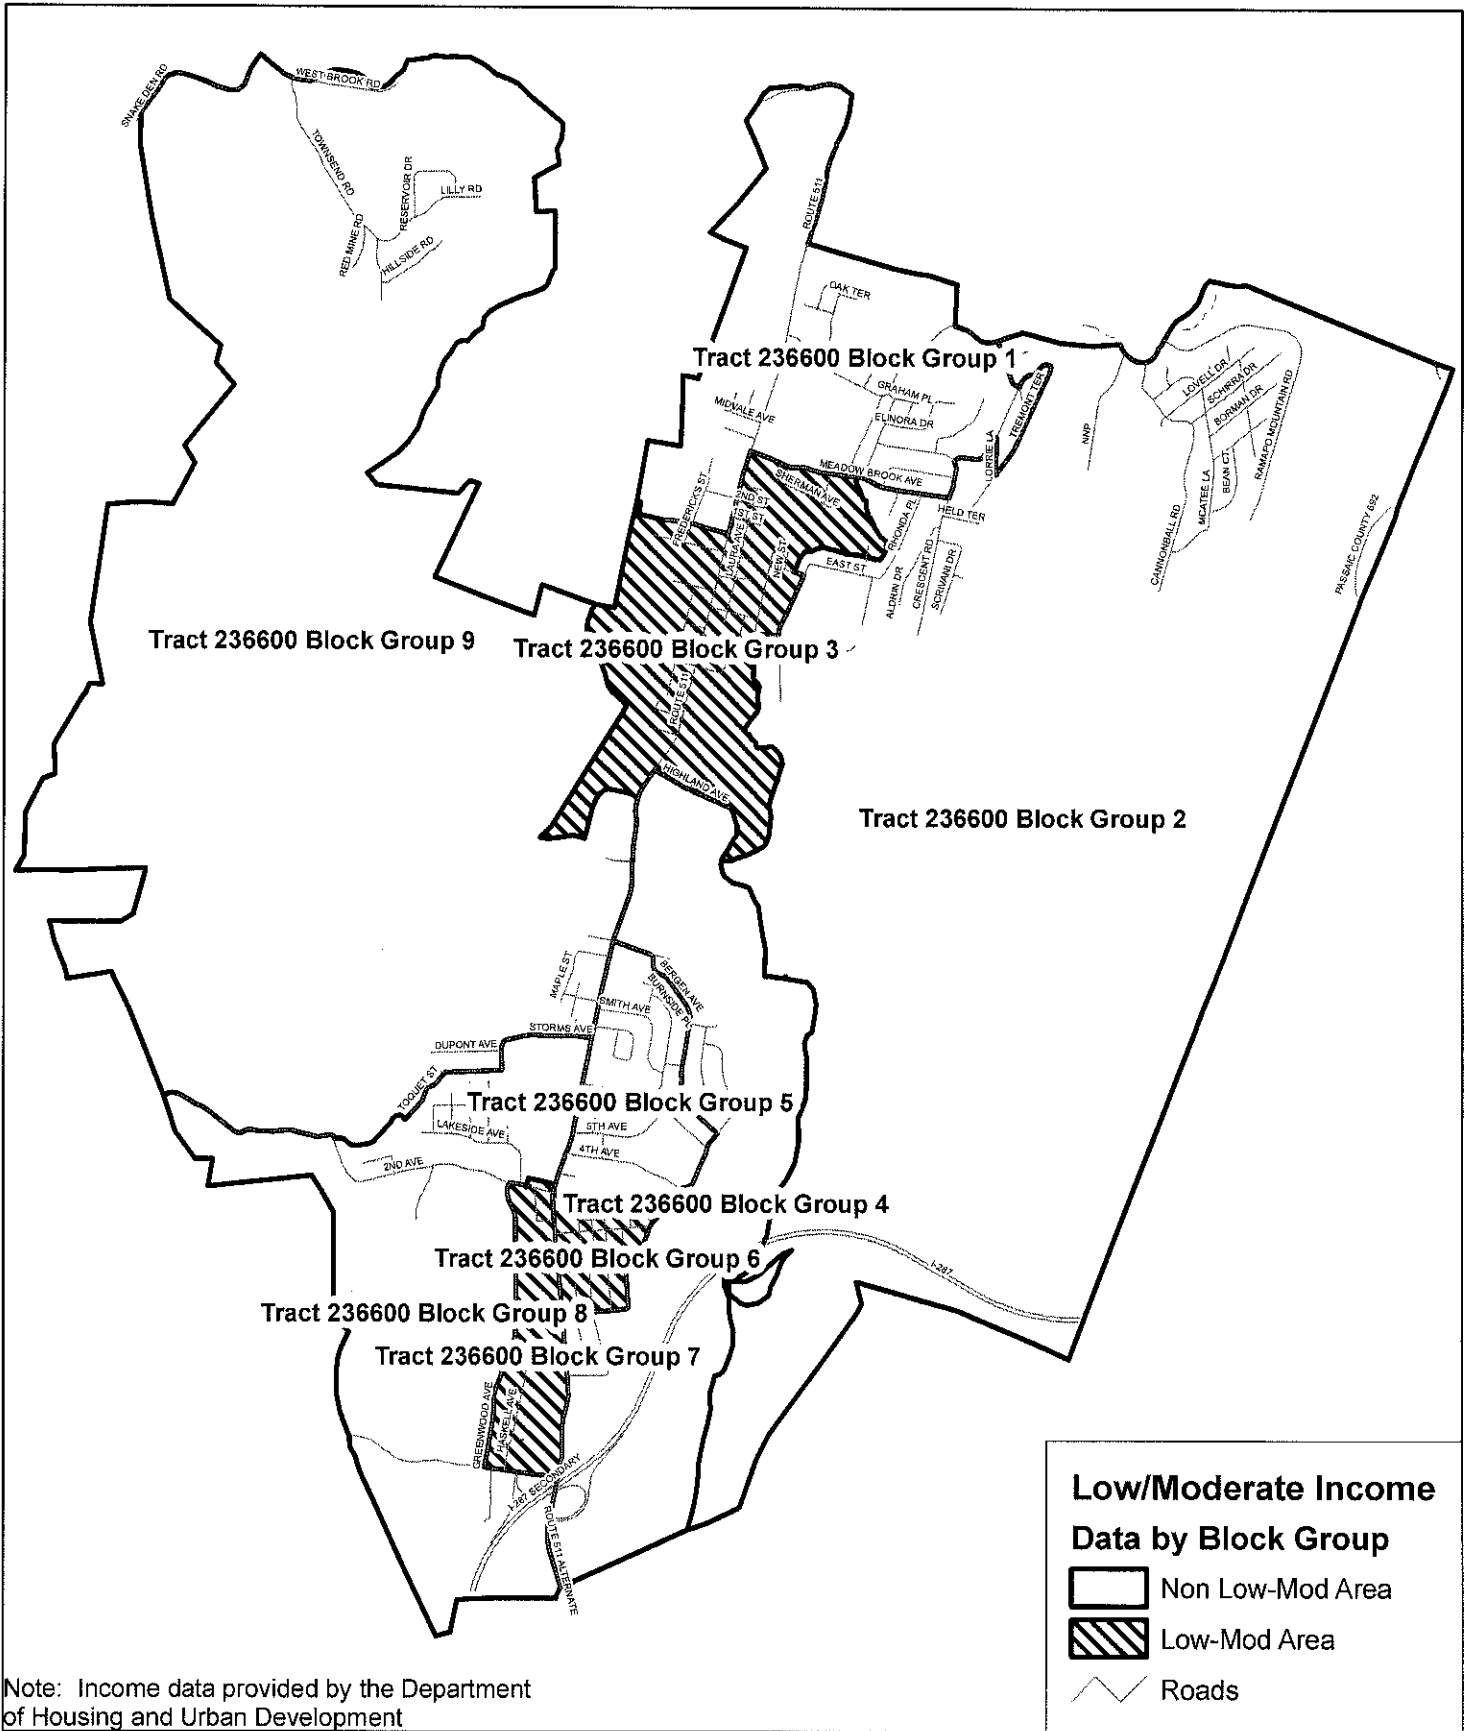 SNAKE DEN RD
WEST BROOK RD
TOWNSEND RD
RESERVOIR DR
LILLY RD
RED MINE RD
HILLSIDE RD
ROUTE 511
OAK TER
Tract 236600 Block Group 1
GRAHAM PL
MIDVALE AVE
ELINORA DR
TREMONT TER
LORRIE LA
NNP
LOVELL DR
SCHIRRA DR
BORMAN DR
RAMAPO MOUNTAIN RD
BEAN CT
MCATEE LA
CANNONBALL RD
PASSAIC COUNTY 692
MEADOW BROOK AVE
SHERMAN AVE
FREDERICKS ST
2ND ST
1ST ST
LAURA AVE
NEW ST
RHONDA PL
HELD TER
EAST ST
ALDRIN DR
CRESCENT RD
SCRIVANI DR
Tract 236600 Block Group 9
Tract 236600 Block Group 3
ROUTE 511
HIGHLAND AVE
Tract 236600 Block Group 2
MAPLE ST
BERGEN AVE
BURNSIDE PL
SMITH AVE
STORMS AVE
DUPONT AVE
TOQUET ST
Tract 236600 Block Group 5
LAKESIDE AVE
5TH AVE
4TH AVE
2ND AVE
Tract 236600 Block Group 4
Tract 236600 Block Group 6
I-287
Tract 236600 Block Group 8
Tract 236600 Block Group 7
GREENWOOD AVE
HASKELL AVE
I-287 SECONDARY
ROUTE 511 ALTERNATE
Low/Moderate Income
Data by Block Group
Non Low-Mod Area
Low-Mod Area
Roads
Note: Income data provided by the Department
of Housing and Urban Development